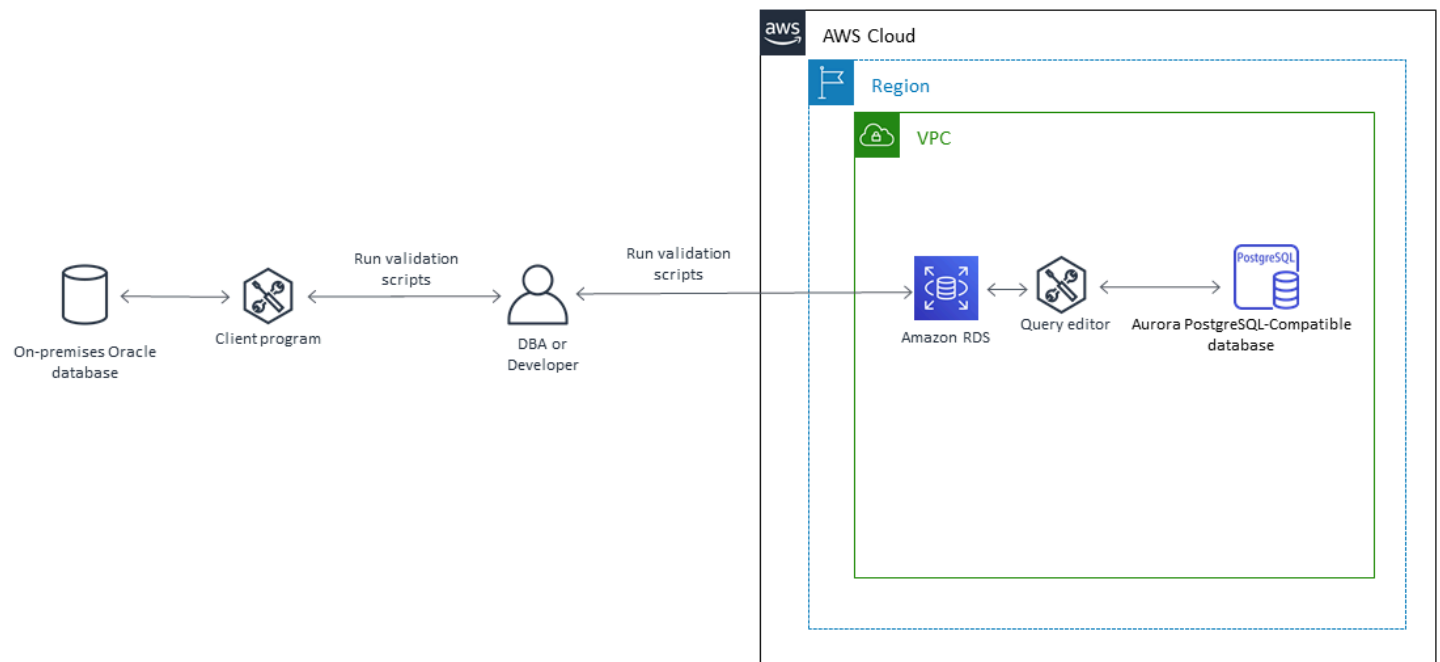 aws
AWS Cloud
Region
VPC
Run validation
scripts
Run validation
scripts
PostgreSQL
On-premises Oracle
database
Client program
DBA or
Developer
Amazon RDS
Query editor
Aurora PostgreSQL-Compatible
database